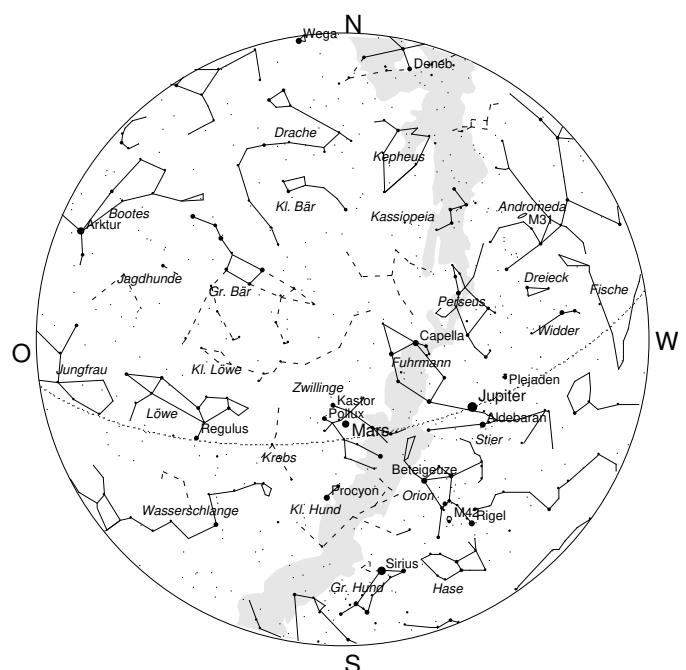 N
Wega
Deneb
Drache
Kepheus
Kl. Bär
Andromeda
Bootes
Kassiopeia
M31
Arktur
Jagdhunde
Dreieck
Gr. Bär
Fische
Perseus
Widder
Capella
O
W
Fuhrmann
Jungfrau
Kl. Löwe
Plejaden
Zwillinge
Jupiter
Kastor
Löwe
Pollux
Aldebaran
Mars
Regulus
Stier
Krebs
Beteigeuze
Procyon
Orion
Wasserschlange
Kl. Hund
M42
Rigel
Sirius
Gr. Hund
Hase
S